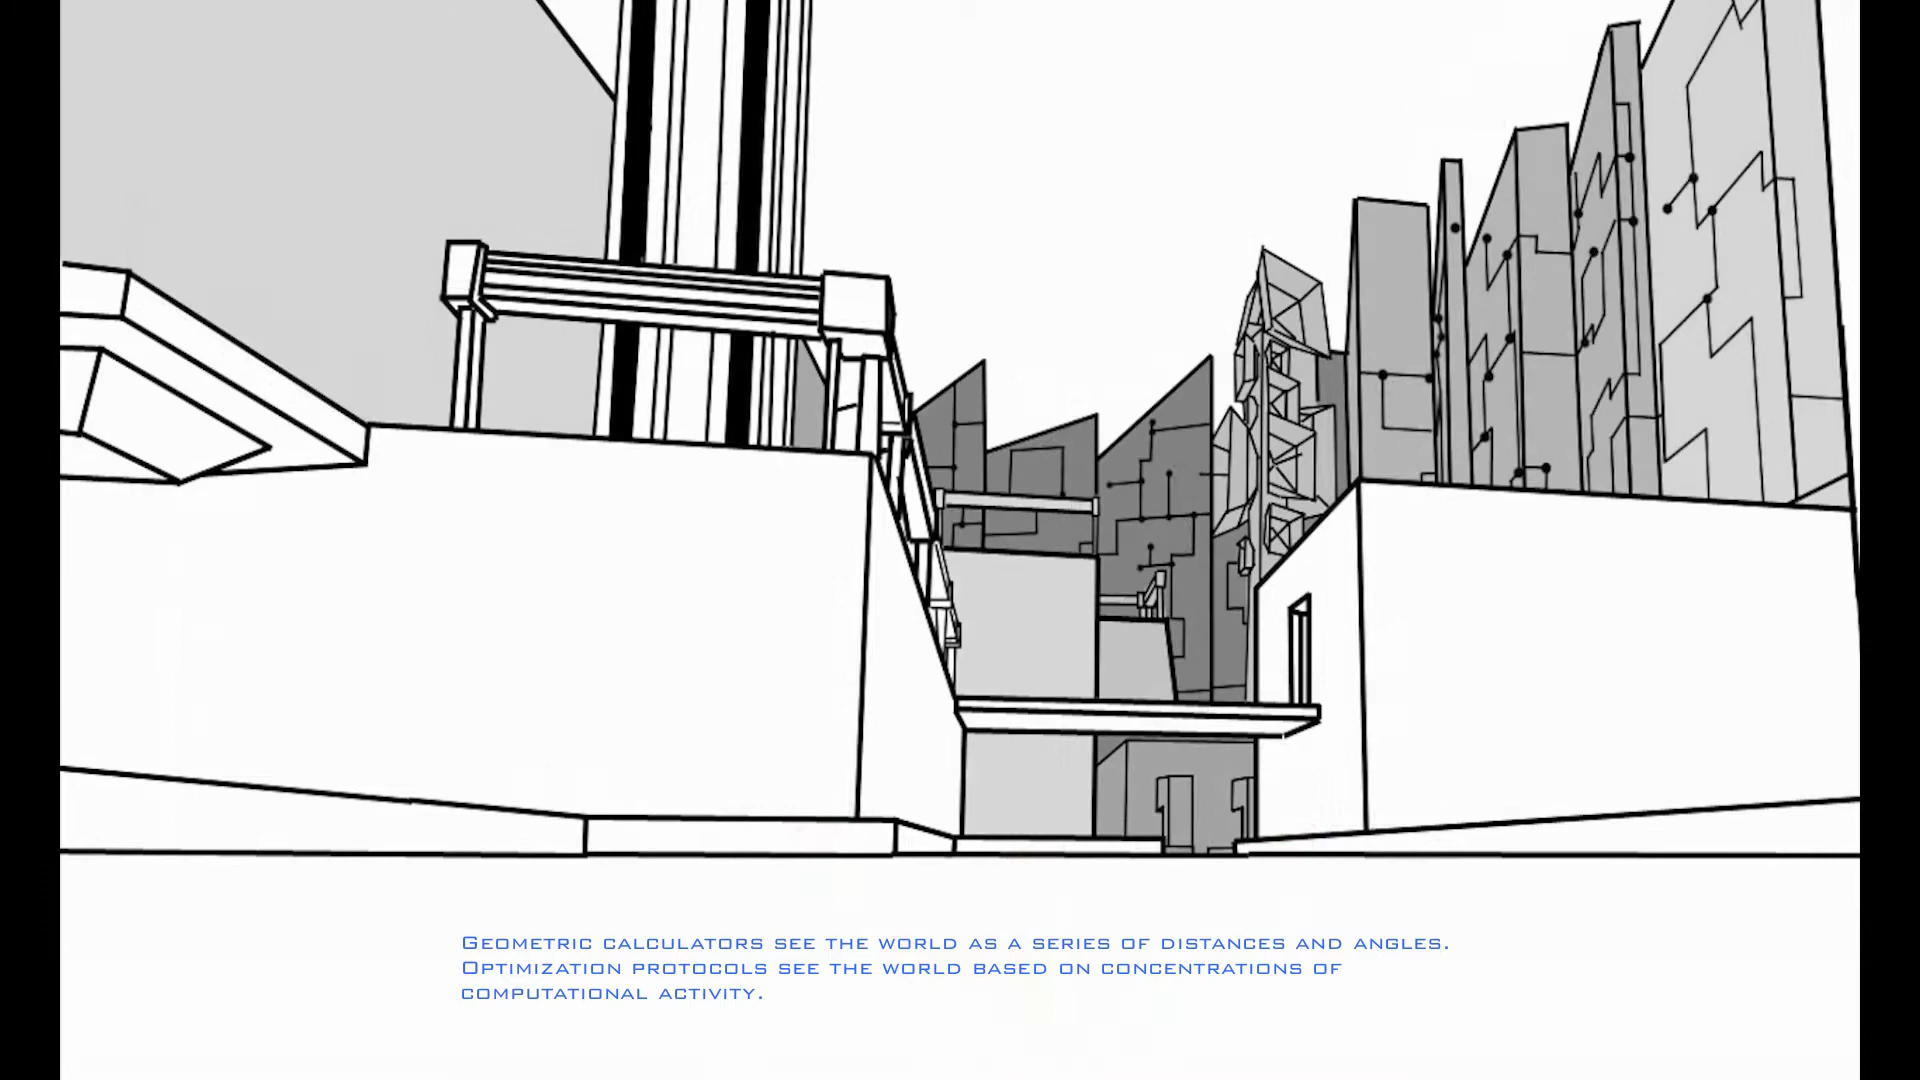 Geometric calculators see the world as a series of distances and angles.
Optimization protocols see the world based on concentrations of
computational activity.